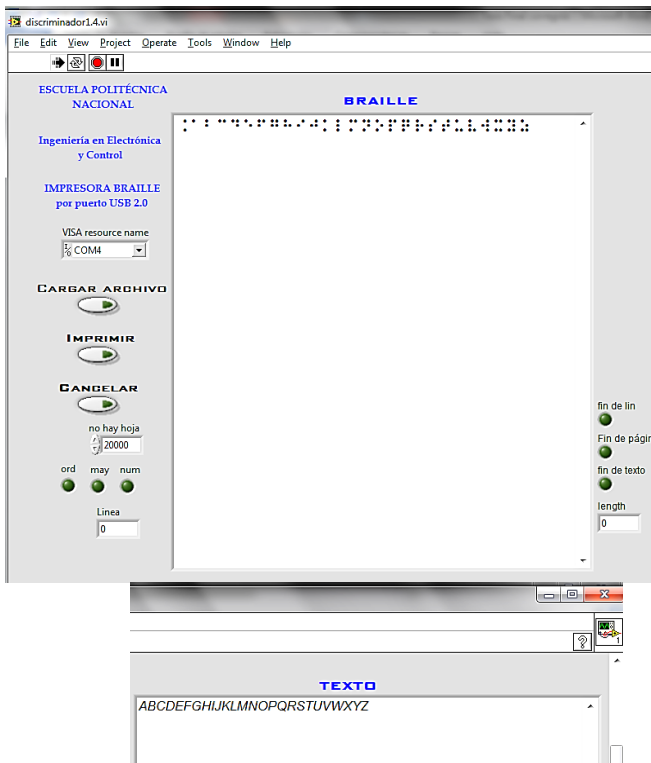 discriminador1.4.vi
File Edit View Project Operate Tools Window Help
ESCUELA POLITÉCNICA
NACIONAL
Ingeniería en Electrónica
y Control
IMPRESORA BRAILLE
por puerto USB 2.0
VISA resource name
COM4
CARGAR ARCHIVO
IMPRIMIR
CANCELAR
no hay hoja
20000
ord may num
Linea
0
BRAILLE
fin de lin
Fin de págir
fin de texto
length
0
1
TEXTO
ABCDEFGHIJKLMNOPQRSTUVWXYZ